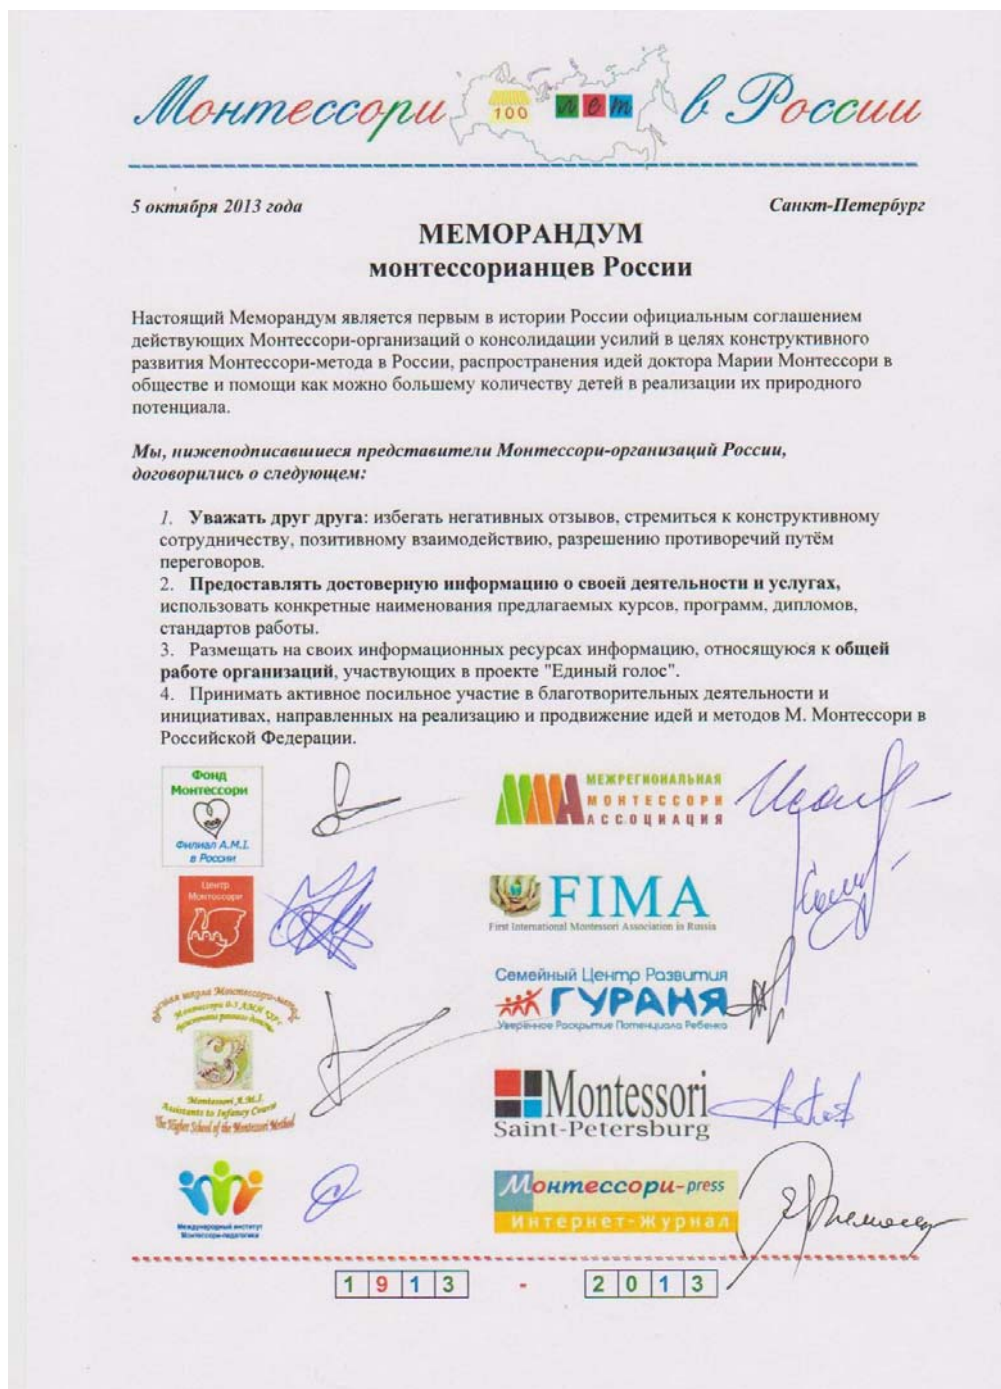 Монтессори 100 лет в России
5 октября 2013 года Санкт-Петербург
МЕМОРАНДУМ
монтессорианцев России
Настоящий Меморандум является первым в истории России официальным соглашением
действующих Монтессори-организаций о консолидации усилий в целях конструктивного
развития Монтессори-метода в России, распространения идей доктора Марии Монтессори в
обществе и помощи как можно большему количеству детей в реализации их природного
потенциала.
Мы, нижеподписавшиеся представители Монтессори-организаций России,
договорились о следующем:
1. Уважать друг друга: избегать негативных отзывов, стремиться к конструктивному
сотрудничеству, позитивному взаимодействию, разрешению противоречий путём
переговоров.
2. Предоставлять достоверную информацию о своей деятельности и услугах,
использовать конкретные наименования предлагаемых курсов, программ, дипломов,
стандартов работы.
3. Размещать на своих информационных ресурсах информацию, относящуюся к общей
работе организаций, участвующих в проекте "Единый голос".
4. Принимать активное посильное участие в благотворительных деятельности и
инициативах, направленных на реализацию и продвижение идей и методов М. Монтессори в
Российской Федерации.
Фонд
Монтессори
Филиал A.M.I.
в России
МЕЖРЕГИОНАЛЬНАЯ
МОНТЕССОРИ
АССОЦИАЦИЯ
Центр
Монтессори
FIMA
First International Montessori Association in Russia
Семейный Центр Развития
ГУРАНЯ
Уверенное Раскрытие Потенциала Ребенка
Montessori A.M.I.
Assistants to Infancy Course
The Higher School of the Montessori Method
Montessori
Saint-Petersburg
Международный институт
Монтессори-педагогики
Монтессори-press
Интернет-Журнал
1913 - 2013